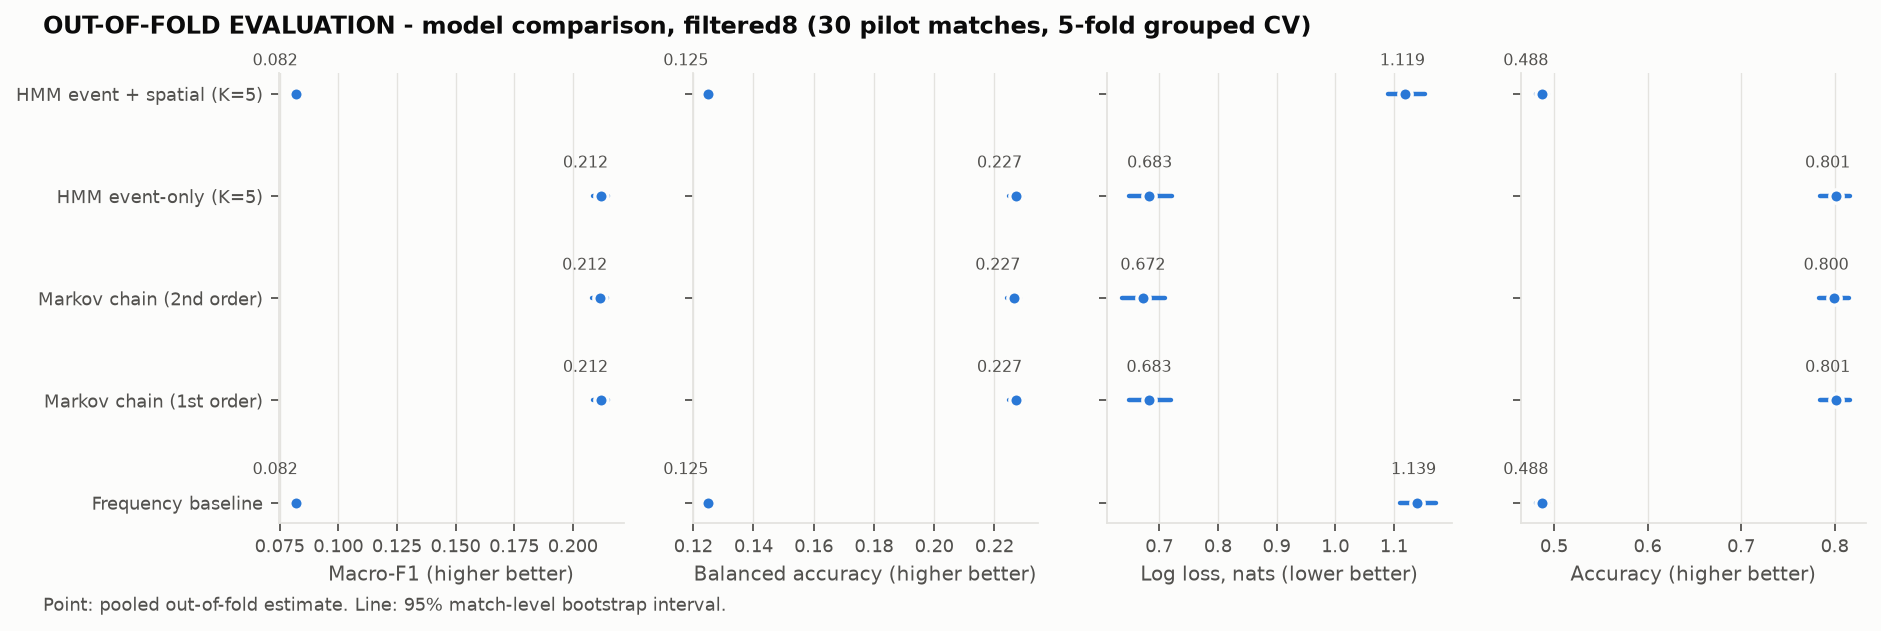 OUT-OF-FOLD EVALUATION - model comparison, filtered8 (30 pilot matches, 5-fold grouped CV)
0.082 0.125 1.119 0.488
HMM event + spatial (K=5)
0.212 0.227 0.683 0.801
HMM event-only (K=5)
0.212 0.227 0.672 0.800
Markov chain (2nd order)
0.212 0.227 0.683 0.801
Markov chain (1st order)
0.082 0.125 1.139 0.488
Frequency baseline
0.075 0.100 0.125 0.150 0.175 0.200 0.12 0.14 0.16 0.18 0.20 0.22 0.7 0.8 0.9 1.0 1.1 0.5 0.6 0.7 0.8
Macro-F1 (higher better) Balanced accuracy (higher better) Log loss, nats (lower better) Accuracy (higher better)
Point: pooled out-of-fold estimate. Line: 95% match-level bootstrap interval.